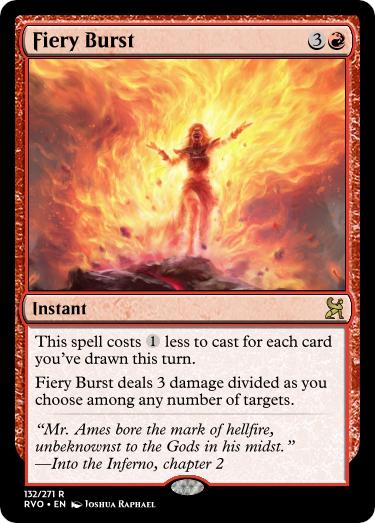 Fiery Burst
3
Instant
This spell costs 1 less to cast for each card
you've drawn this turn.
Fiery Burst deals 3 damage divided as you
choose among any number of targets.
“Mr. Ames bore the mark of hellfire,
unbeknownst to the Gods in his midst.”
—Into the Inferno, chapter 2
132/271 R
RVO • EN Joshua Raphael